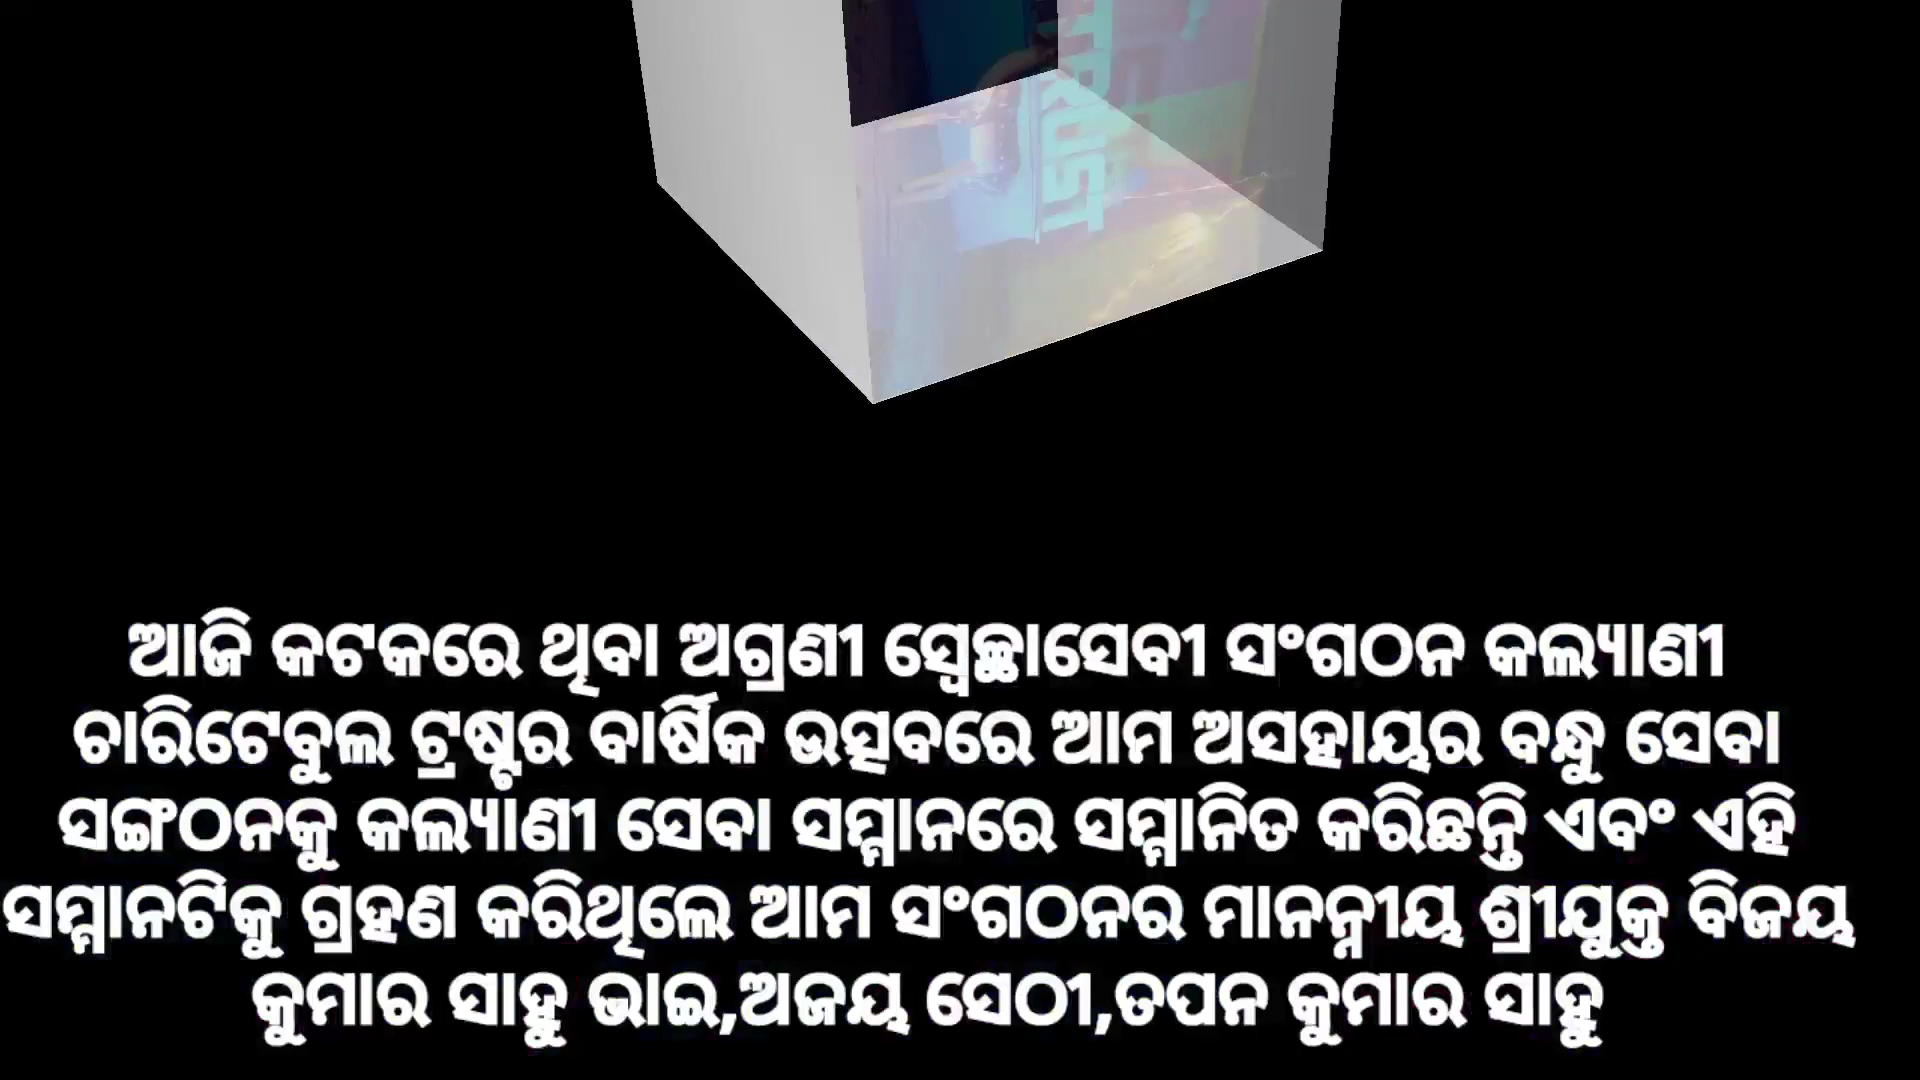 TRUST
ଆଜି କଟକରେ ଥିବା ଅଗ୍ରଣୀ ସ୍ୱେଚ୍ଛାସେବୀ ସଂଗଠନ କଲ୍ୟାଣୀ
ଚାରିଟେବୁଲ ଟ୍ରଷ୍ଟର ବାର୍ଷିକ ଉତ୍ସବରେ ଆମ ଅସହାୟର ବନ୍ଧୁ ସେବା
ସଙ୍ଗଠନକୁ କଲ୍ୟାଣୀ ସେବା ସମ୍ମାନରେ ସମ୍ମାନିତ କରିଛନ୍ତି ଏବଂ ଏହି
ସମ୍ମାନଟିକୁ ଗ୍ରହଣ କରିଥିଲେ ଆମ ସଂଗଠନର ମାନନ୍ନୀୟ ଶ୍ରୀଯୁକ୍ତ ବିଜୟ
କୁମାର ସାହୁ ଭାଇ,ଅଜୟ ସେଠୀ,ତପନ କୁମାର ସାହୁ